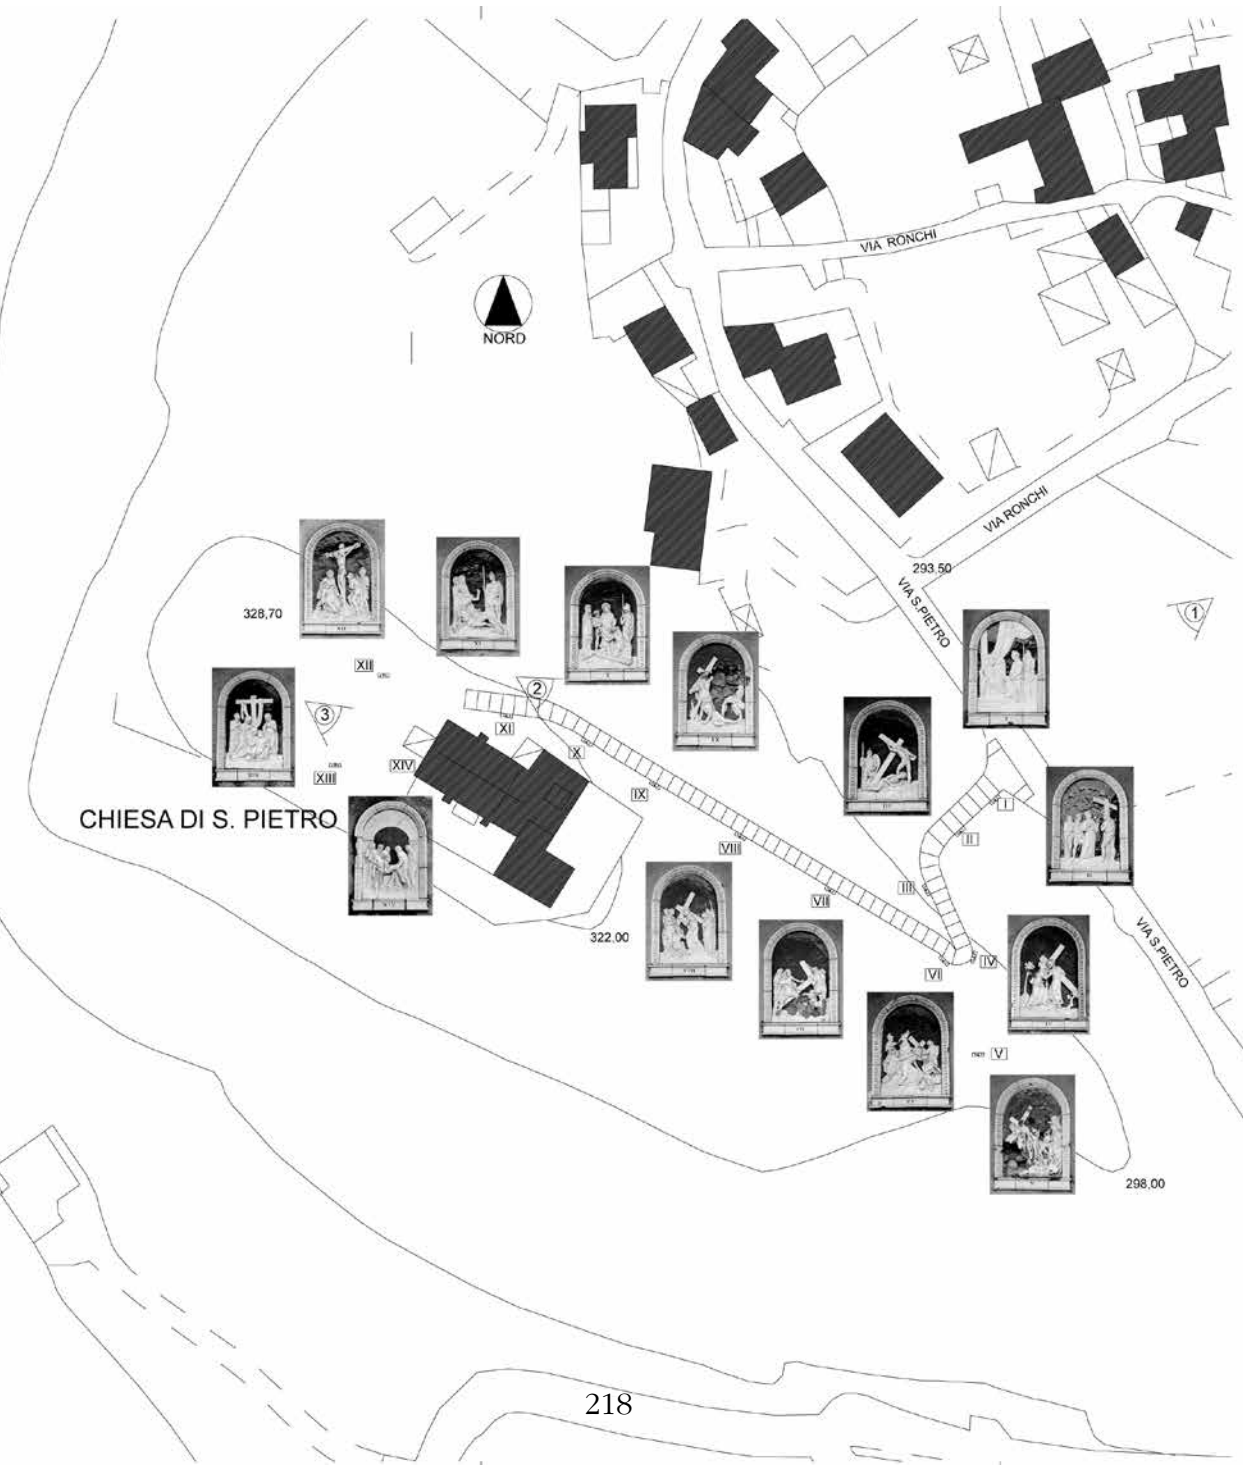 VIA RONCHI
NORD
VIA RONCHI
293,50
VIA S.PIETRO
1
328,70
XII
2
3
XI
X
XIV
XIII
IX
I
CHIESA DI S. PIETRO
II
VIII
III
VII
322,00
VIA S.PIETRO
IV
VI
V
298,00
218